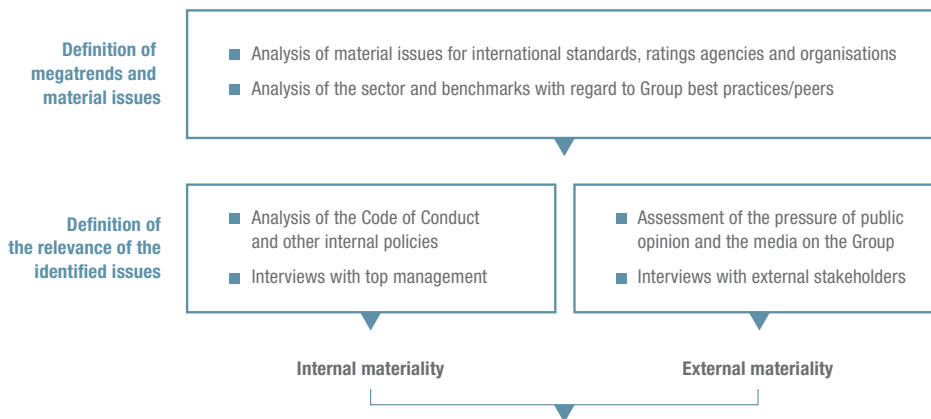 Definition of
megatrends and
material issues
Analysis of material issues for international standards, ratings agencies and organisations
Analysis of the sector and benchmarks with regard to Group best practices/peers
Definition of
the relevance of the
identified issues
Analysis of the Code of Conduct
and other internal policies
Interviews with top management
Assessment of the pressure of public
opinion and the media on the Group
Interviews with external stakeholders
Internal materiality
External materiality